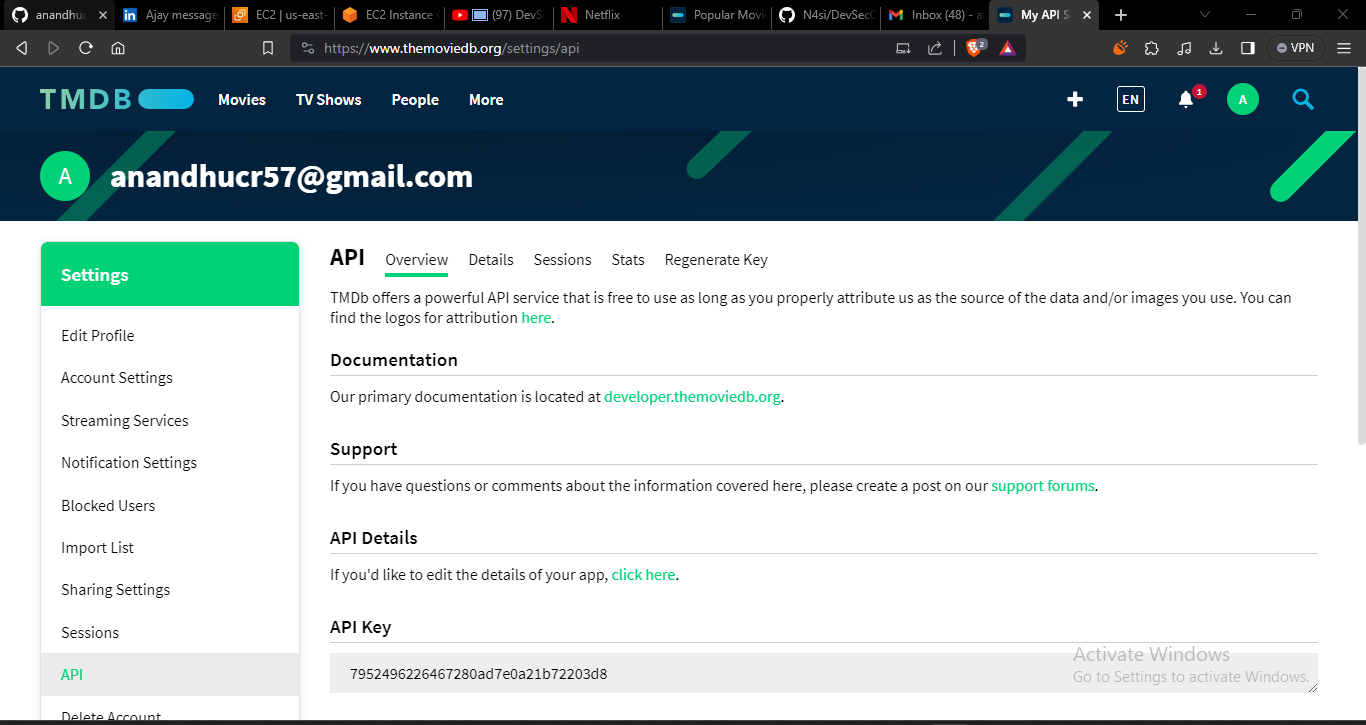 anandhuc
Ajay message
EC2 | us-east-
EC2 Instance C
(97) DevSe
Netflix
Popular Movi
N4si/DevSecO
Inbox (48) - a
My API S
https://www.themoviedb.org/settings/api
2
VPN
TMDB
Movies
TV Shows
People
More
EN
1
A
A
anandhucr57@gmail.com
Settings
Edit Profile
Account Settings
Streaming Services
Notification Settings
Blocked Users
Import List
Sharing Settings
Sessions
API
Delete Account
API
Overview
Details
Sessions
Stats
Regenerate Key
TMDb offers a powerful API service that is free to use as long as you properly attribute us as the source of the data and/or images you use. You can
find the logos for attribution here.
Documentation
Our primary documentation is located at developer.themoviedb.org.
Support
If you have questions or comments about the information covered here, please create a post on our support forums.
API Details
If you'd like to edit the details of your app, click here.
API Key
7952496226467280ad7e0a21b72203d8
Activate Windows
Go to Settings to activate Windows.